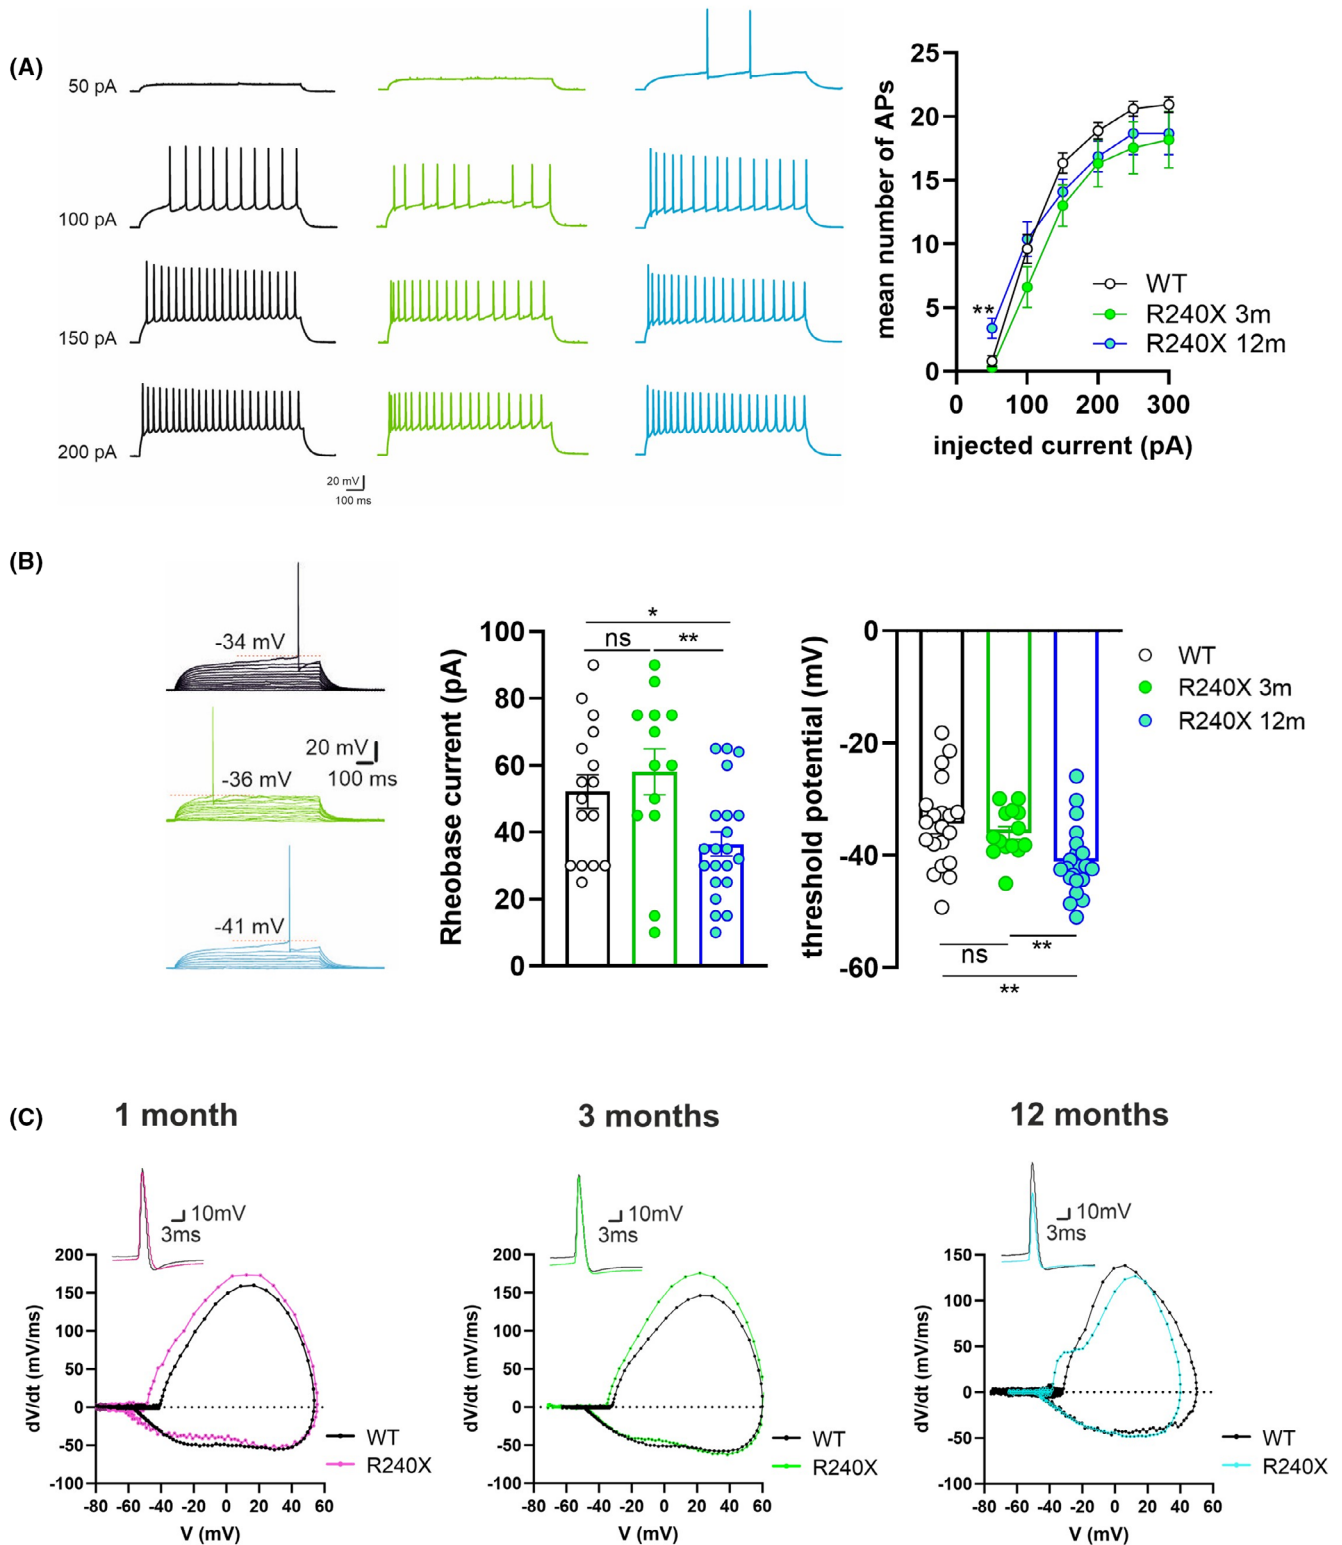 (A)
50 pA
100 pA
150 pA
200 pA
20 mV
100 ms
mean number of APs
25
20
15
10
5
0
**
WT
R240X 3m
R240X 12m
0 100 200 300
injected current (pA)
(B)
-34 mV
-36 mV
20 mV
100 ms
-41 mV
Rheobase current (pA)
100
80
60
40
20
0
*
ns **
threshold potential (mV)
0
-20
-40
-60
ns **
**
WT
R240X 3m
R240X 12m
(C)
1 month
10mV
3ms
dV/dt (mV/ms)
200
150
100
50
0
-50
-100
-80 -60 -40 -20 0 20 40 60
V (mV)
WT
R240X
3 months
10mV
3ms
dV/dt (mV/ms)
200
150
100
50
0
-50
-100
-80 -60 -40 -20 0 20 40 60
V (mV)
WT
R240X
12 months
10mV
3ms
dV/dt (mV/ms)
150
100
50
0
-50
-100
-80 -60 -40 -20 0 20 40 60
V (mV)
WT
R240X